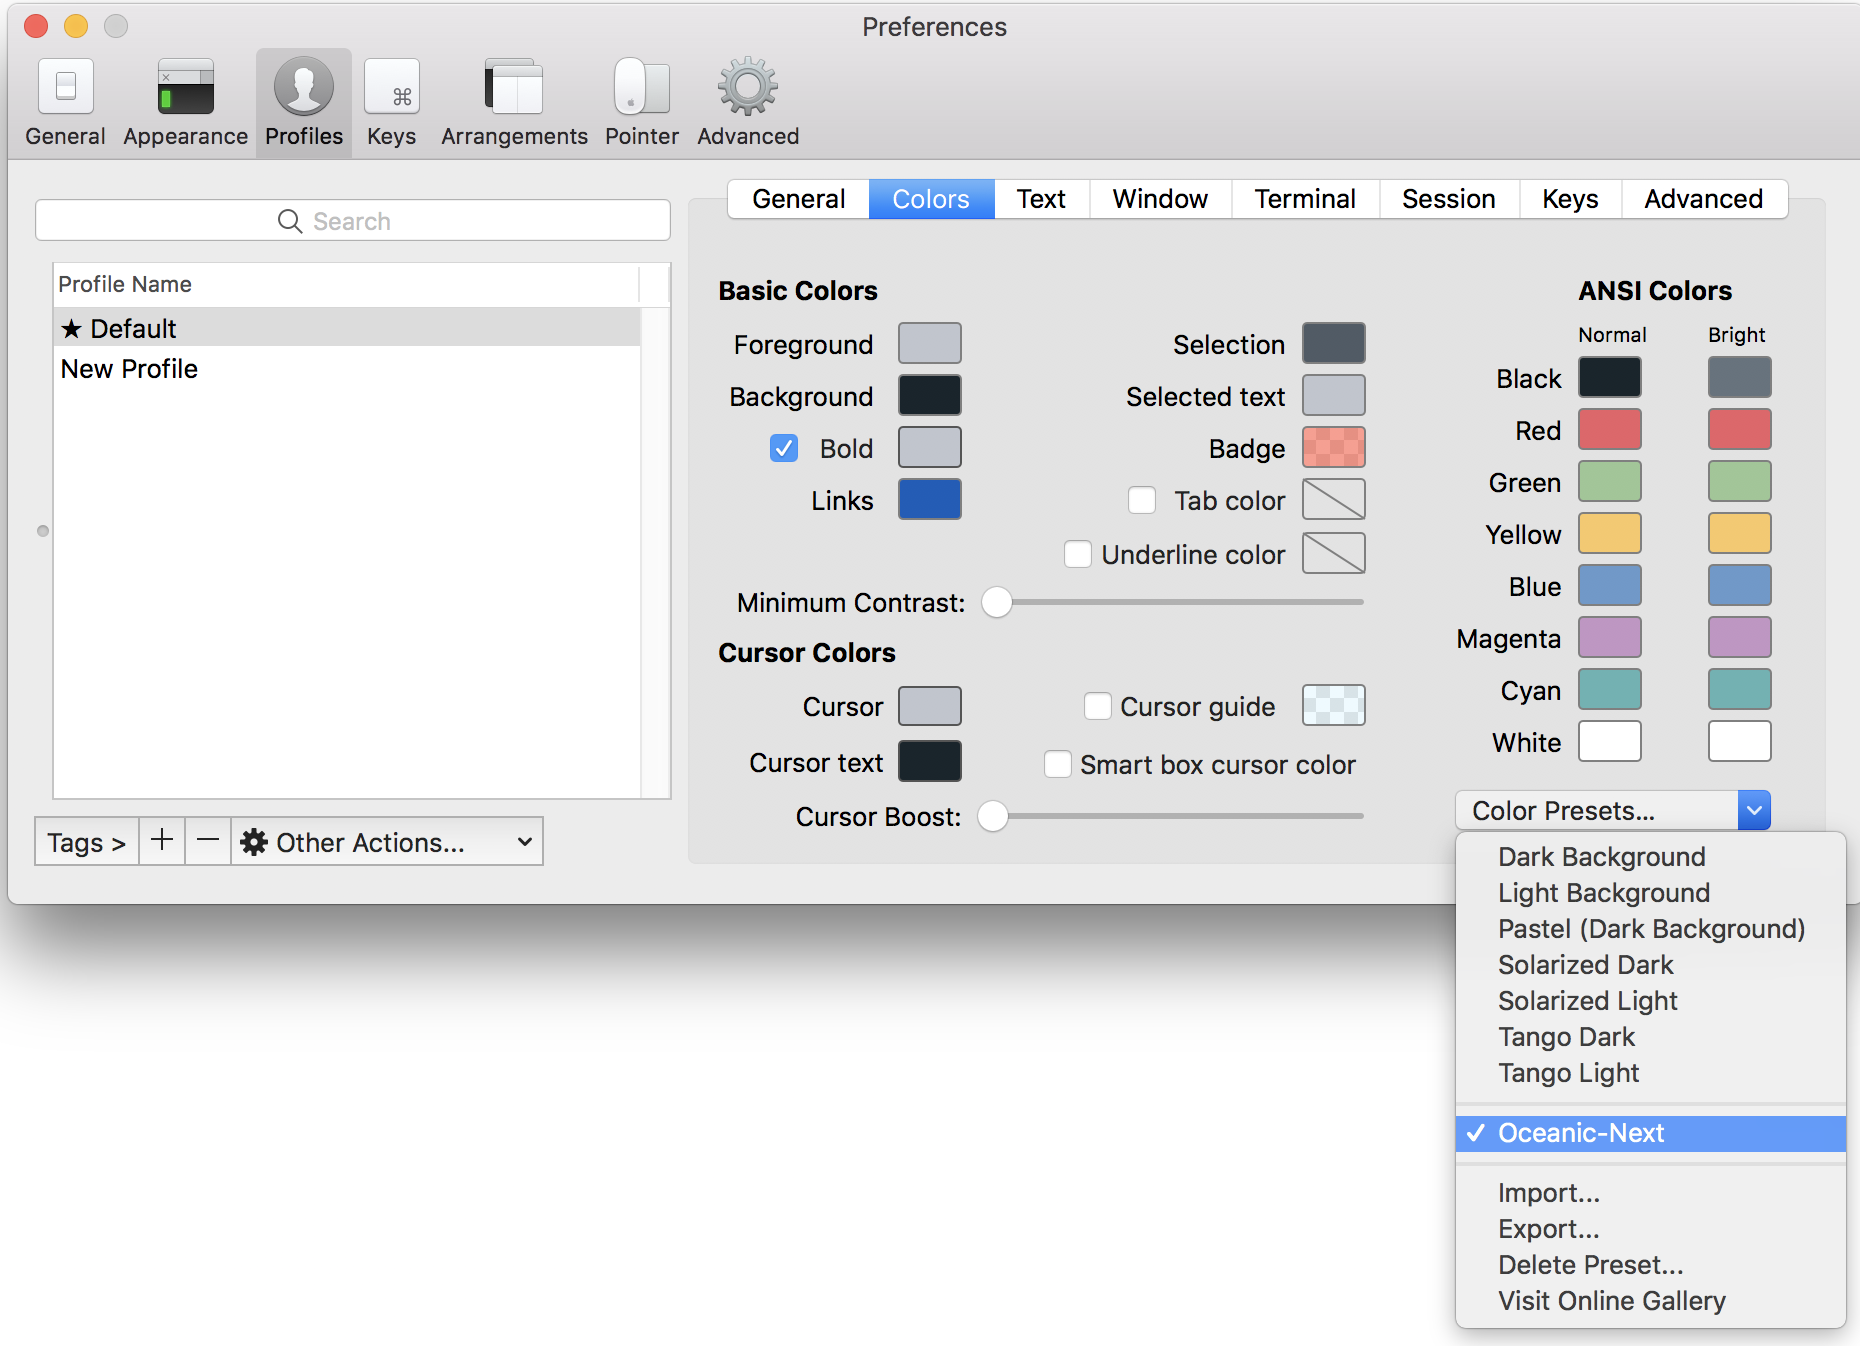 Preferences
General Appearance Profiles Keys Arrangements Pointer Advanced
General Colors Text Window Terminal Session Keys Advanced
Search
Profile Name
★ Default
New Profile
Tags > + − Other Actions...
Basic Colors
Foreground
Background
Bold
Links
Selection
Selected text
Badge
Tab color
Underline color
Minimum Contrast:
Cursor Colors
Cursor
Cursor text
Cursor guide
Smart box cursor color
Cursor Boost:
ANSI Colors
Normal Bright
Black
Red
Green
Yellow
Blue
Magenta
Cyan
White
Color Presets...
Dark Background
Light Background
Pastel (Dark Background)
Solarized Dark
Solarized Light
Tango Dark
Tango Light
✓ Oceanic-Next
Import...
Export...
Delete Preset...
Visit Online Gallery